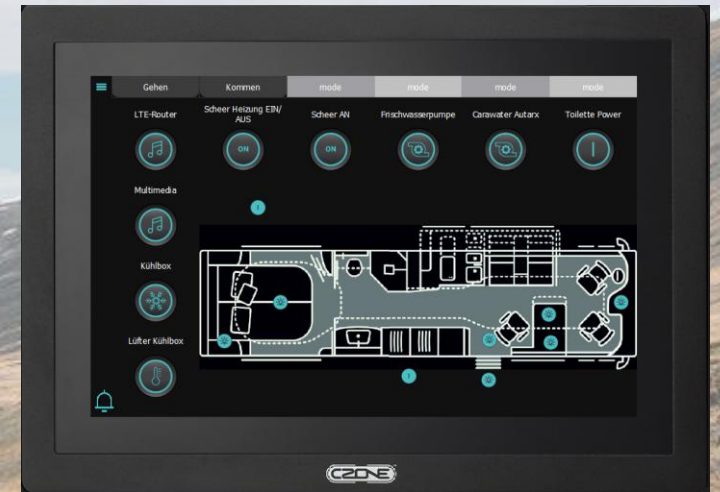 Gehen Kommen mode mode mode mode
LTE-Router Scheer Heizung EIN/ Scheer AN Frischwasserpumpe Carawater Autarx Toilette Power
AUS
ON ON
Multimedia
Kühlbox
Lüfter Kühlbox
CZONE